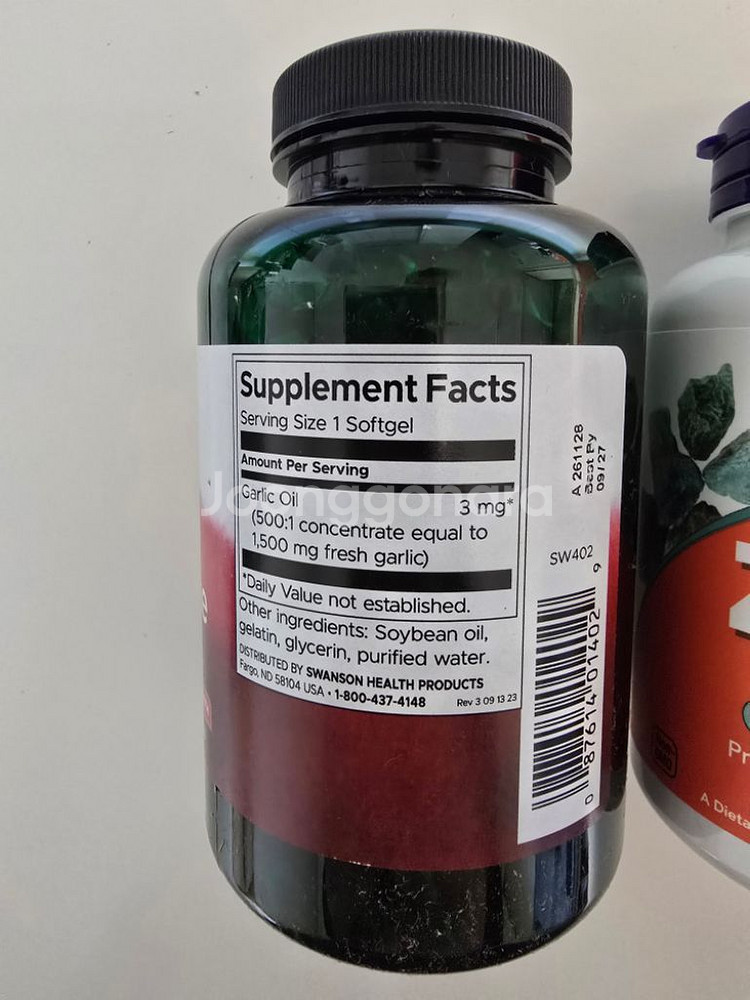 Supplement Facts
Serving Size 1 Softgel
Amount Per Serving
Garlic Oil 3 mg*
(500:1 concentrate equal to
1,500 mg fresh garlic)
*Daily Value not established.
Other ingredients: Soybean oil,
gelatin, glycerin, purified water.
DISTRIBUTED BY SWANSON HEALTH PRODUCTS
Fargo, ND 58104 USA • 1-800-437-4148
Rev 3 09 13 23
A 261128
Best By
09/27
SW402
0 87614 01402 9
Joonggonara
A Dieta
Pr